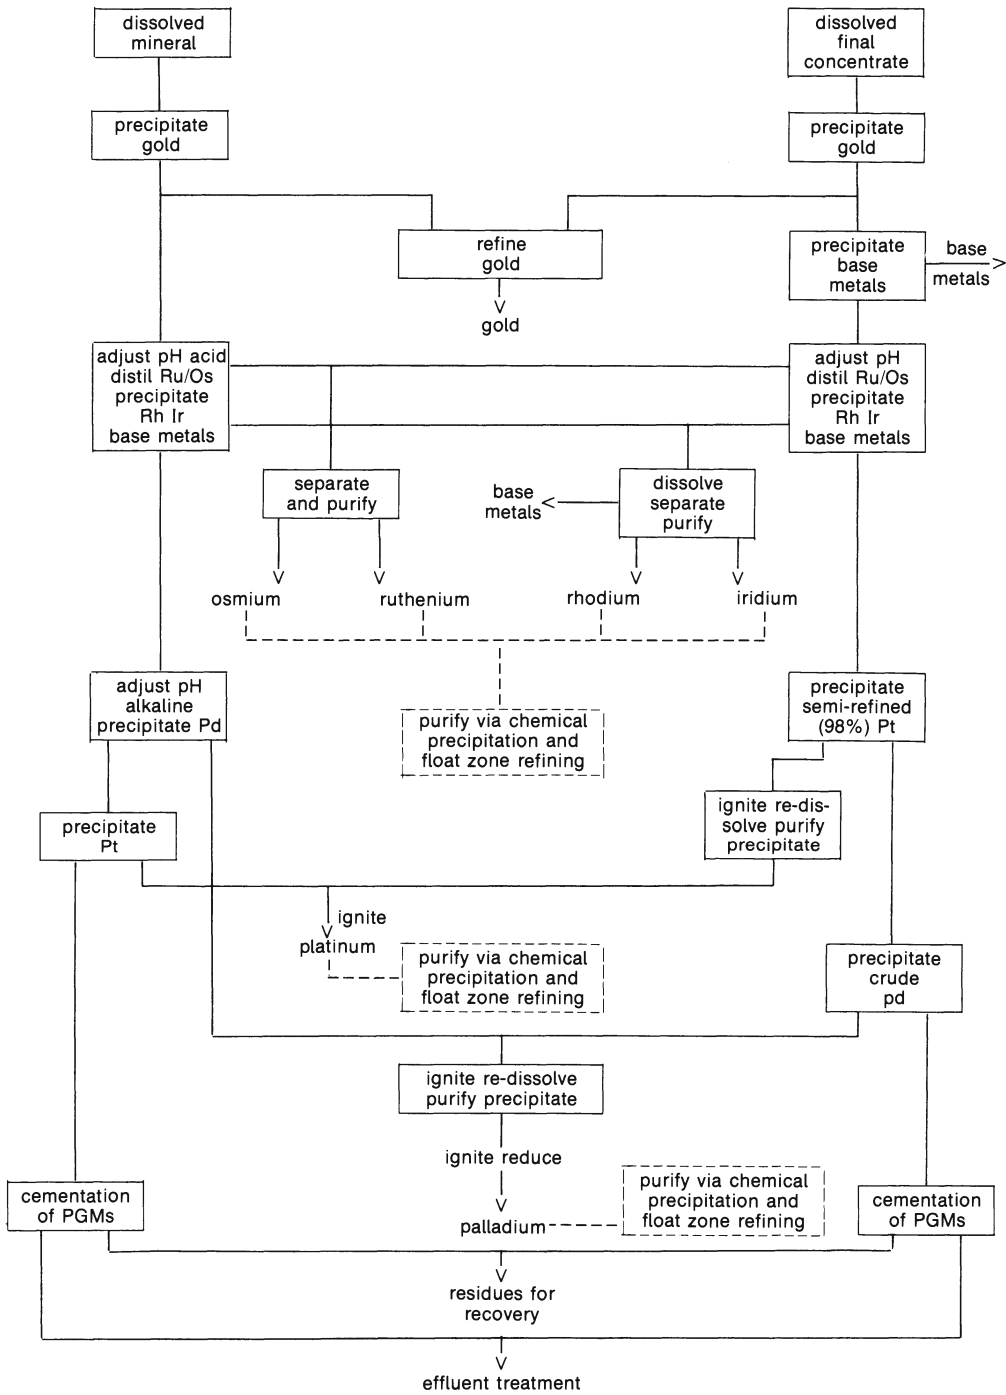 dissolved
mineral
dissolved
final
concentrate
precipitate
gold
precipitate
gold
refine
gold
precipitate
base
metals
base
metals
gold
adjust pH acid
distil Ru/Os
precipitate
Rh Ir
base metals
adjust pH
distil Ru/Os
precipitate
Rh Ir
base metals
separate
and purify
base
metals
dissolve
separate
purify
osmium
ruthenium
rhodium
iridium
adjust pH
alkaline
precipitate Pd
purify via chemical
precipitation and
float zone refining
precipitate
semi-refined
(98%) Pt
precipitate
Pt
ignite re-dis-
solve purify
precipitate
ignite
platinum
purify via chemical
precipitation and
float zone refining
precipitate
crude
pd
ignite re-dissolve
purify precipitate
ignite reduce
palladium
purify via chemical
precipitation and
float zone refining
cementation
of PGMs
cementation
of PGMs
residues for
recovery
effluent treatment